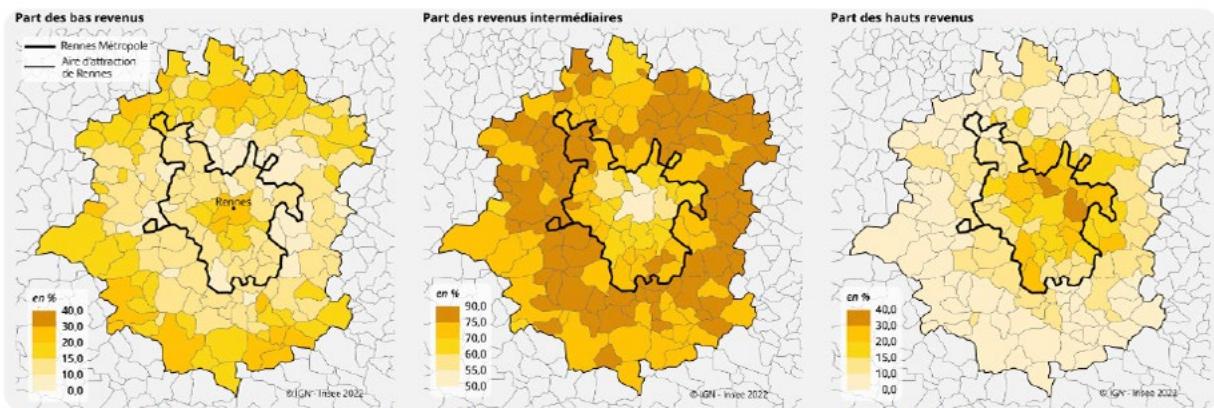 Part des bas revenus
Rennes Métropole
Aire d'attraction
de Rennes
Rennes
en %
40,0
30,0
20,0
15,0
10,0
0,0
© IGN - Insee 2022
Part des revenus intermédiaires
en %
90,0
75,0
70,0
65,0
60,0
50,0
© IGN - Insee 2022
Part des hauts revenus
en %
40,0
30,0
20,0
15,0
10,0
0,0
© IGN - Insee 2022